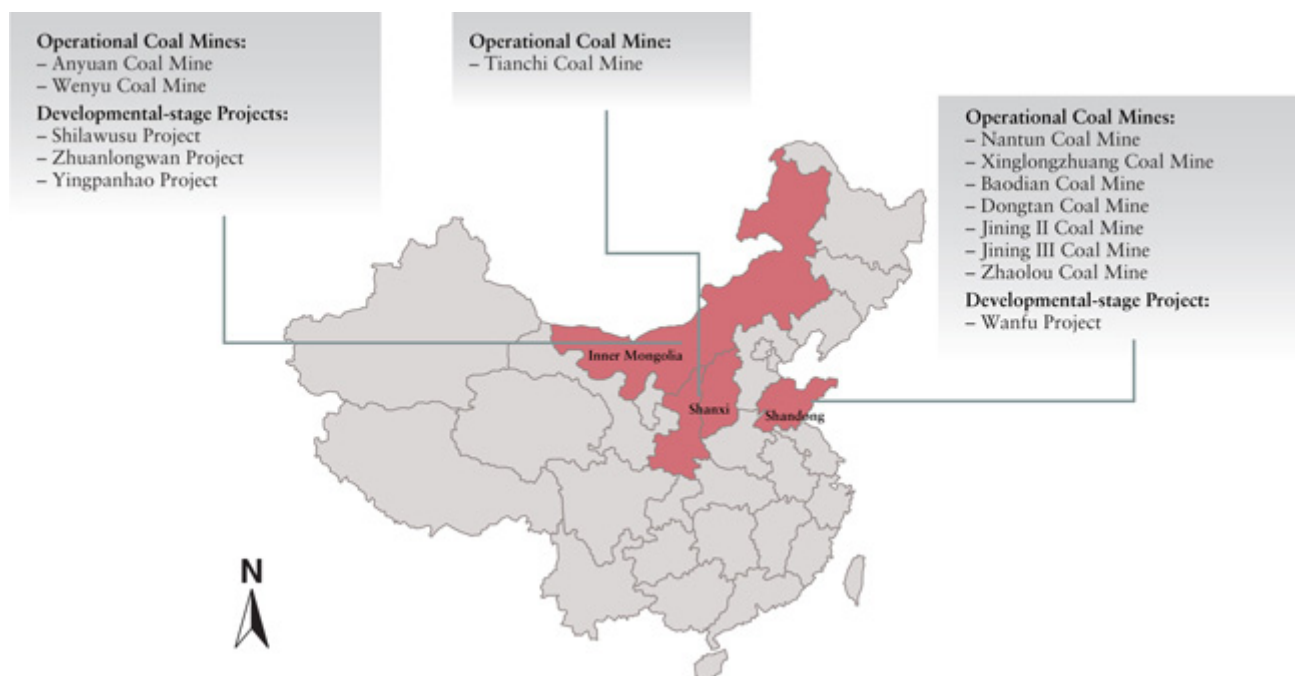 Operational Coal Mines:
– Anyuan Coal Mine
– Wenyu Coal Mine
Developmental-stage Projects:
– Shilawusu Project
– Zhuanlongwan Project
– Yingpanhao Project
Operational Coal Mine:
– Tianchi Coal Mine
Operational Coal Mines:
– Nantun Coal Mine
– Xinglongzhuang Coal Mine
– Baodian Coal Mine
– Dongtan Coal Mine
– Jining II Coal Mine
– Jining III Coal Mine
– Zhaolou Coal Mine
Developmental-stage Project:
– Wanfu Project
Inner Mongolia
Shanxi
Shandong
N